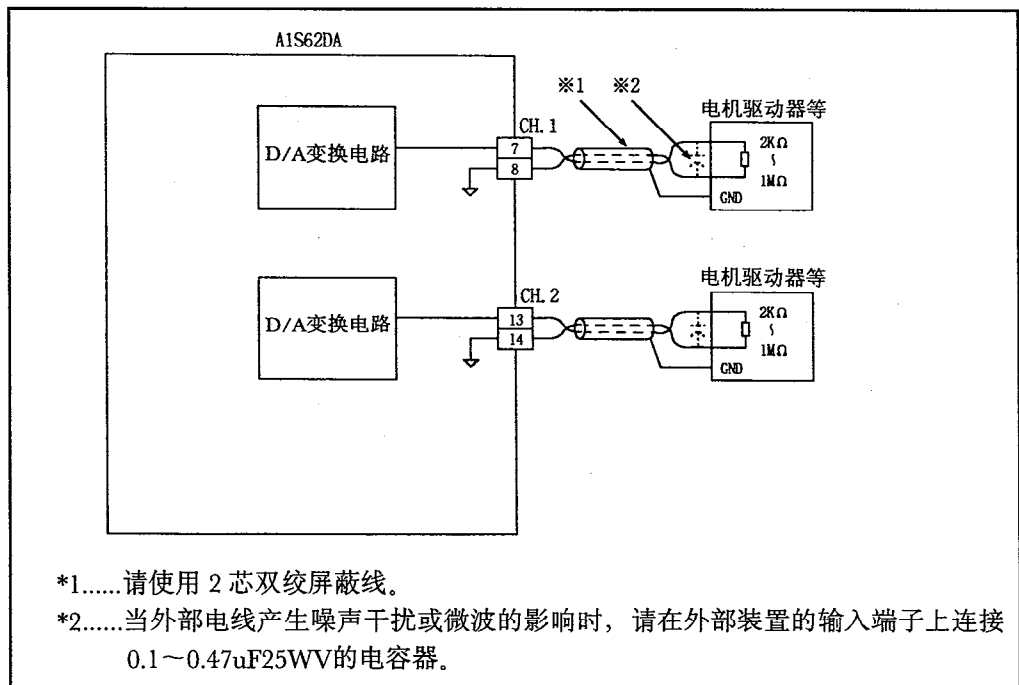 A1S62DA
※1 ※2
CH.1
电机驱动器等
D/A变换电路
7
8
2KΩ
~
1MΩ
GND
电机驱动器等
CH.2
D/A变换电路
13
14
2KΩ
~
1MΩ
GND
*1......请使用 2 芯双绞屏蔽线。
*2......当外部电线产生噪声干扰或微波的影响时，请在外部装置的输入端子上连接
0.1～0.47uF25WV的电容器。